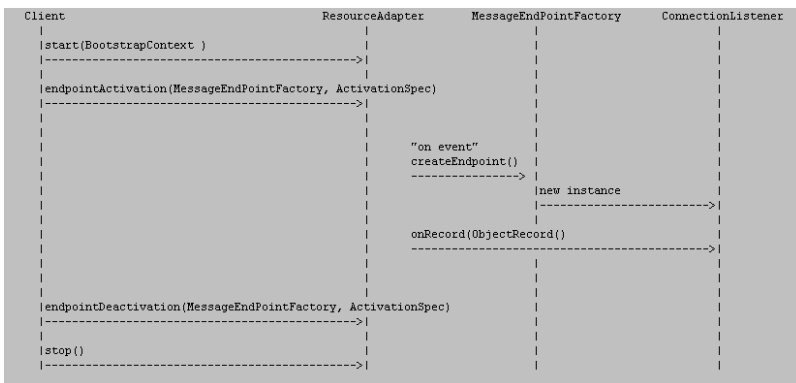 Client ResourceAdapter MessageEndPointFactory ConnectionListener
start(BootstrapContext )
endpointActivation(MessageEndPointFactory, ActivationSpec)
"on event"
createEndpoint()
new instance
onRecord(ObjectRecord()
endpointDeactivation(MessageEndPointFactory, ActivationSpec)
stop()